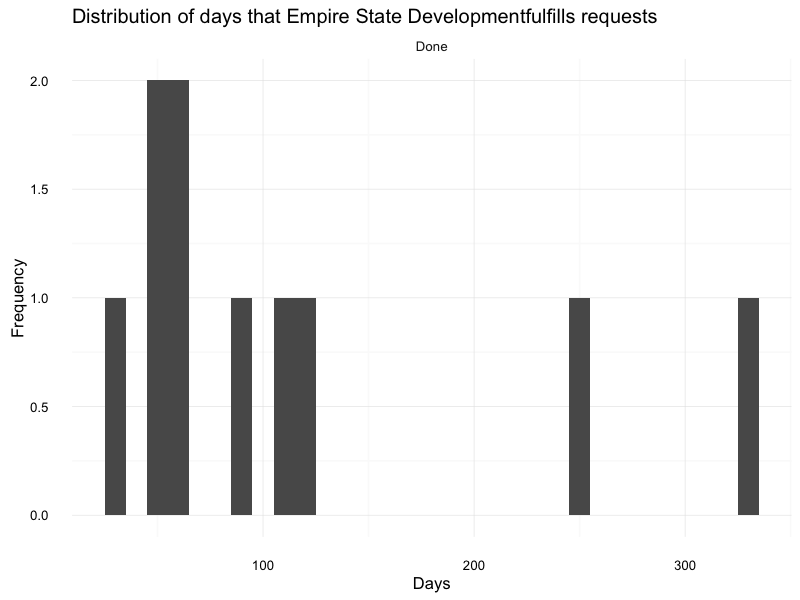 Distribution of days that Empire State Developmentfulfills requests
Done
2.0
1.5
1.0
0.5
0.0
Frequency
100 200 300
Days